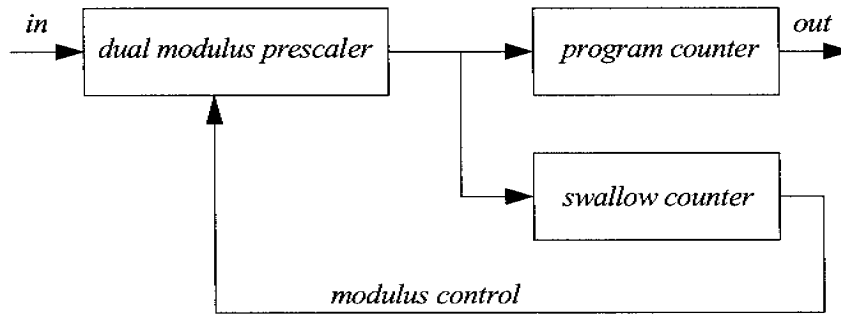 in
dual modulus prescaler
program counter
out
swallow counter
modulus control